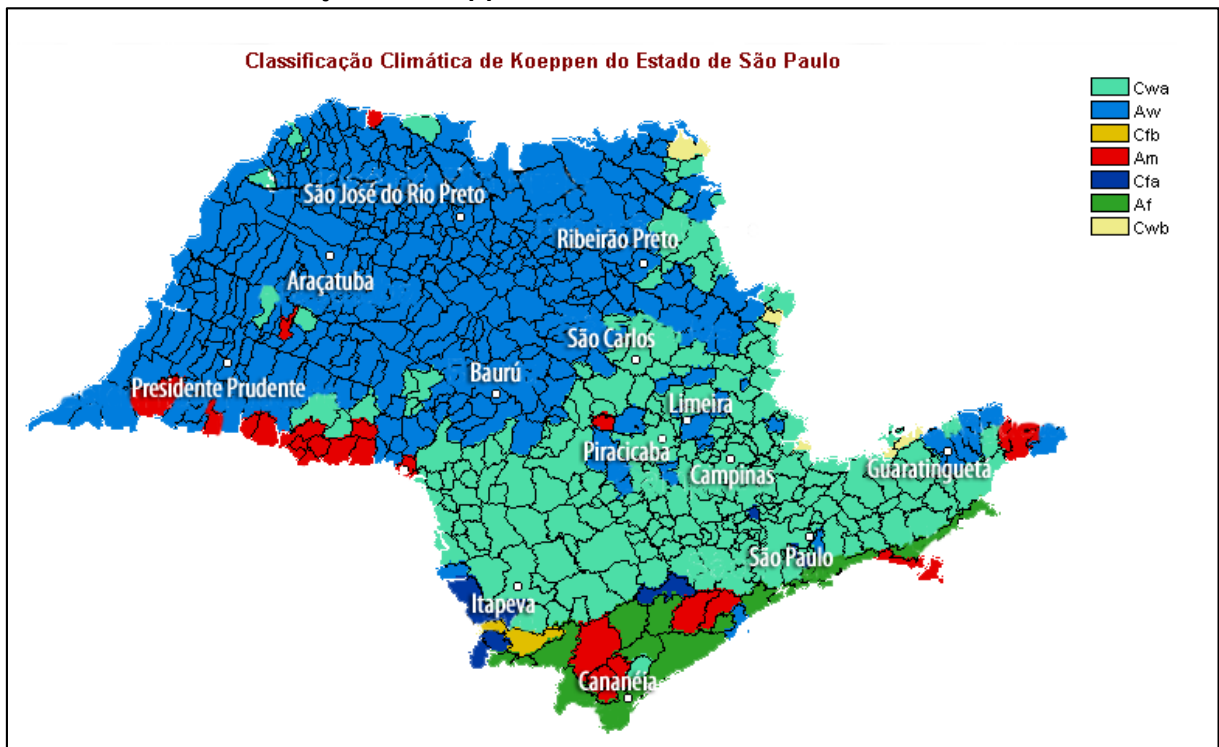 Classificação Climática de Koeppen do Estado de São Paulo
Cwa
Aw
Cfb
Am
Cfa
Af
Cwb
São José do Rio Preto
Ribeirão Preto
Araçatuba
São Carlos
Presidente Prudente
Baurú
Limeira
Piracicaba
Campinas
Guaratinguetá
São Paulo
Itapeva
Cananéia